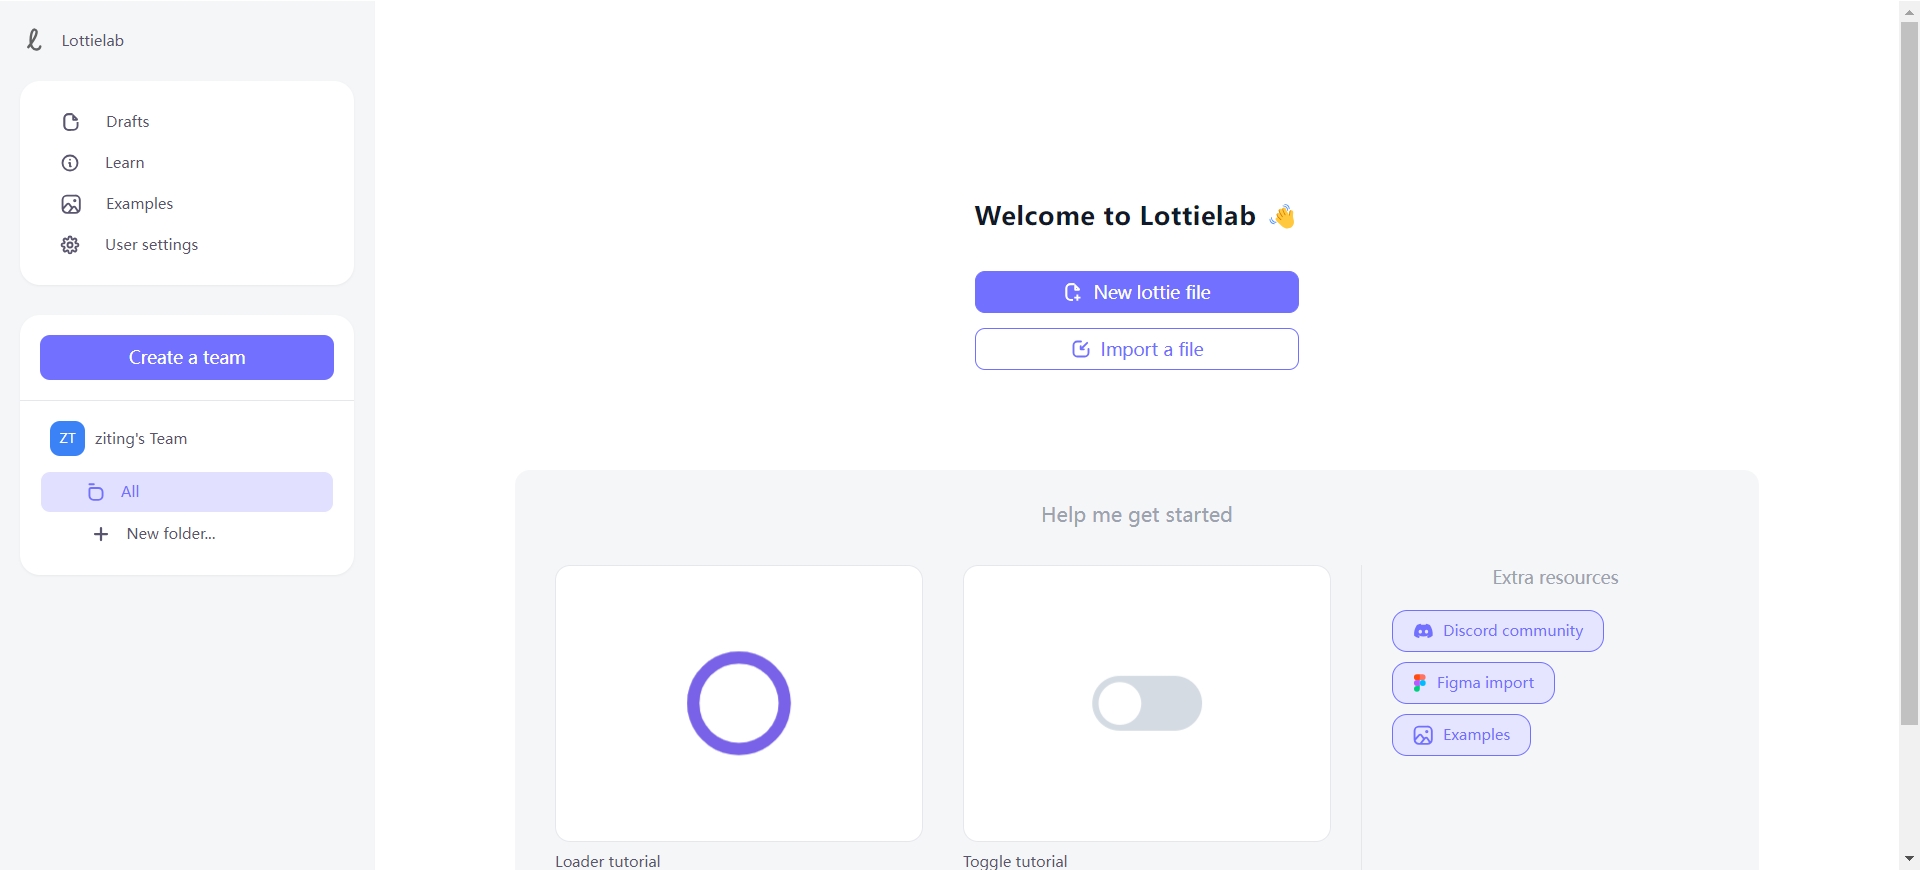 Lottielab
Drafts
Learn
Examples
User settings
Create a team
ZT ziting's Team
All
New folder...
Welcome to Lottielab 👋
New lottie file
Import a file
Help me get started
Loader tutorial
Toggle tutorial
Extra resources
Discord community
Figma import
Examples